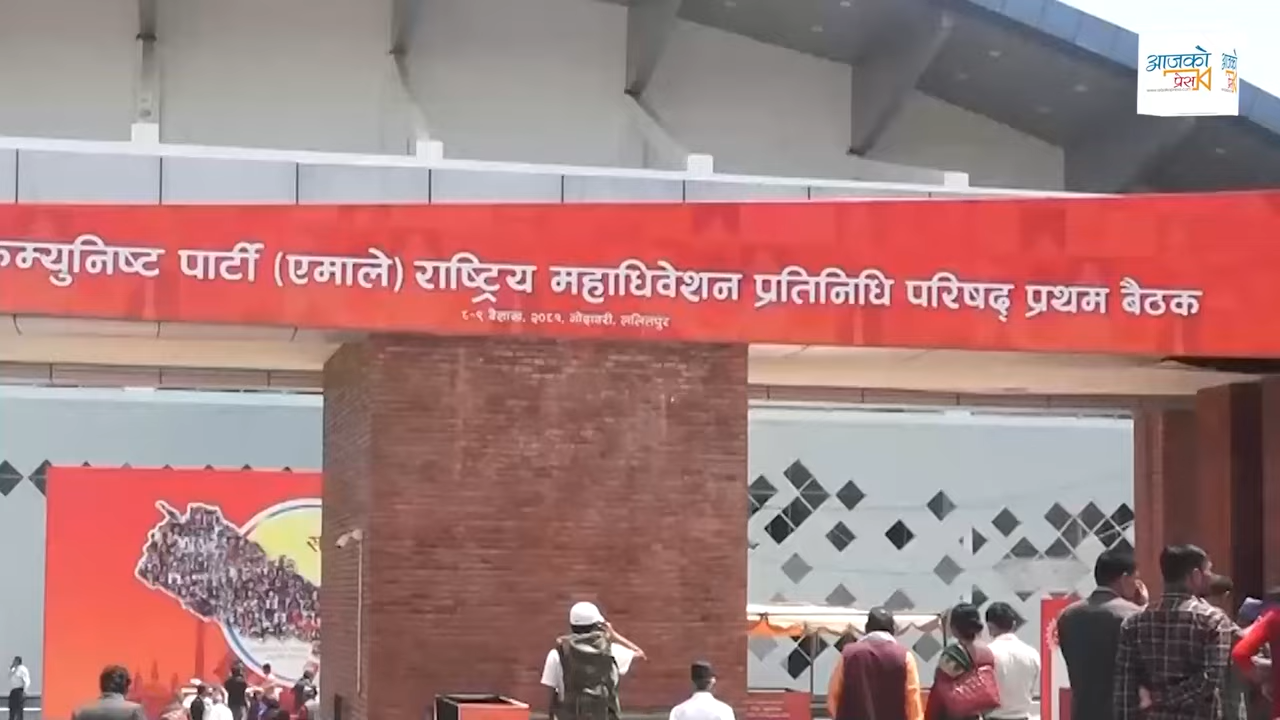 आजको
प्रेस
कम्युनिष्ट पार्टी (एमाले) राष्ट्रिय महाधिवेशन प्रतिनिधि परिषद् प्रथम बैठक
८-९ बैशाख, २०८१, गोदावरी, ललितपुर